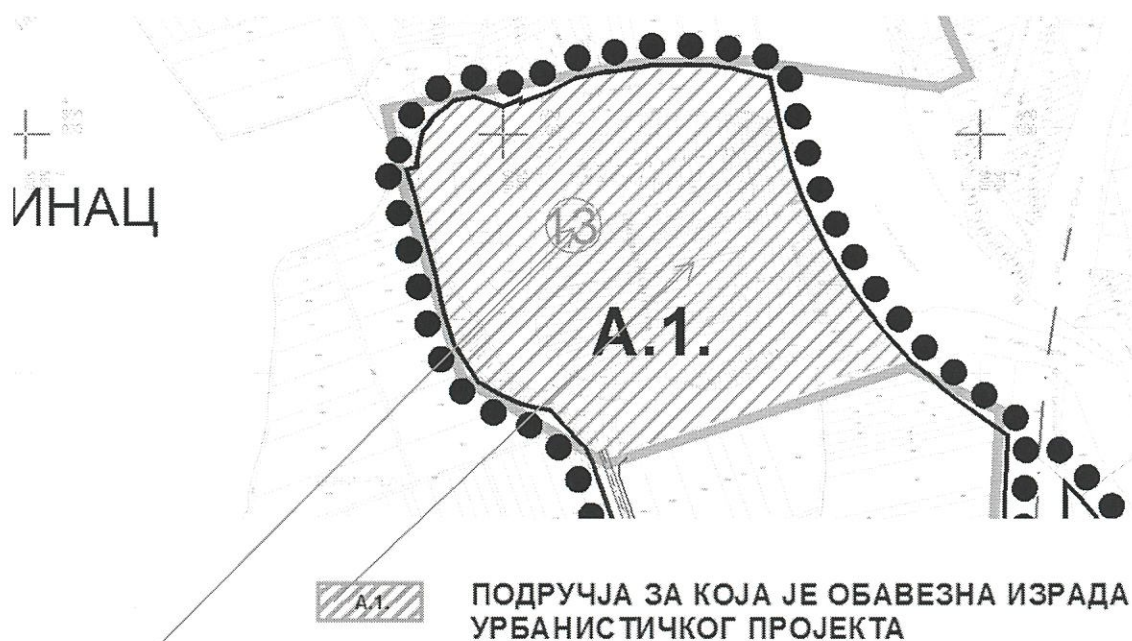 ИНАЦ
13
А.1.
А.1.
ПОДРУЧЈА ЗА КОЈА ЈЕ ОБАВЕЗНА ИЗРАДА
УРБАНИСТИЧКОГ ПРОЈЕКТА